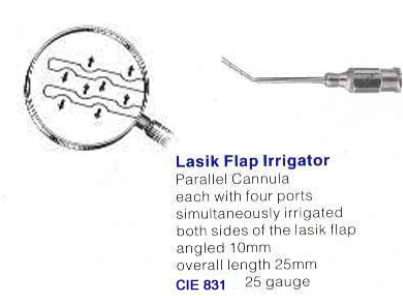 Lasik Flap Irrigator
Parallel Cannula
each with four ports
simultaneously irrigated
both sides of the lasik flap
angled 10mm
overall length 25mm
CIE 831 25 gauge